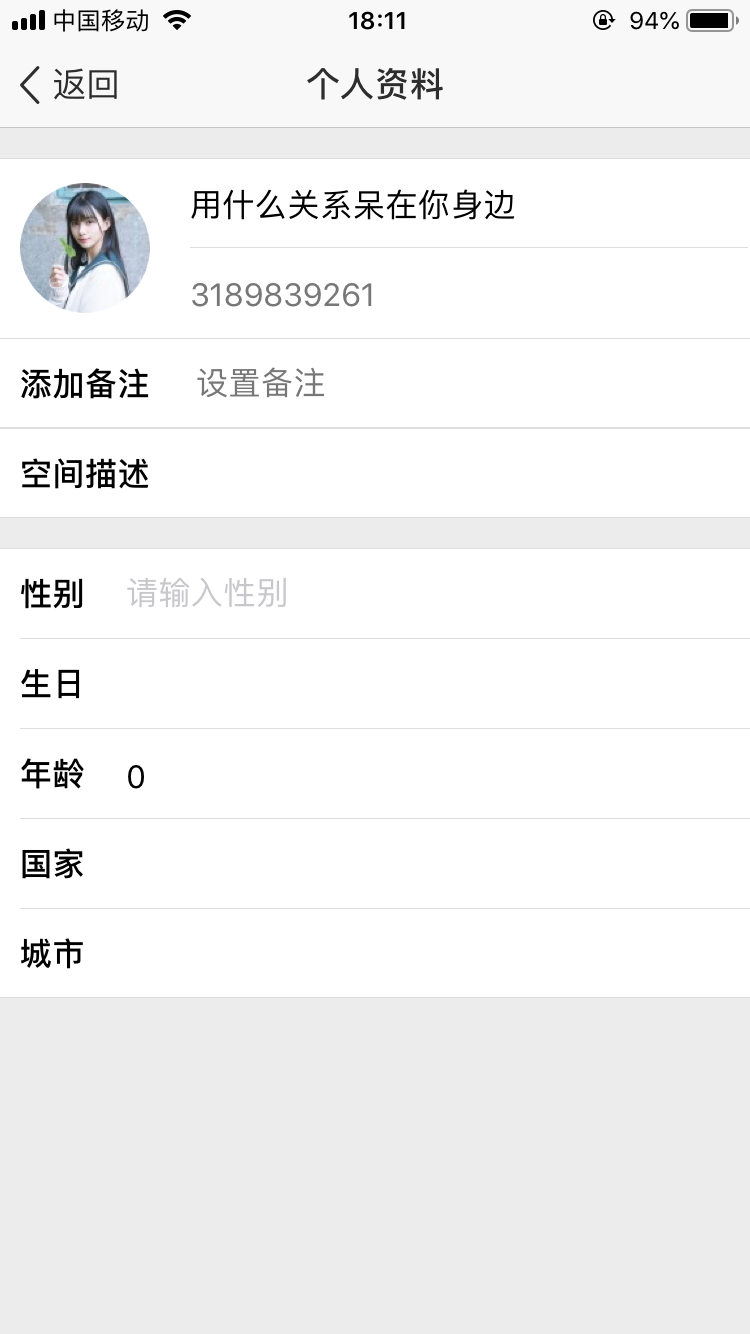 中国移动 18:11 94%
返回 个人资料
用什么关系呆在你身边
3189839261
添加备注 设置备注
空间描述
性别 请输入性别
生日
年龄 0
国家
城市